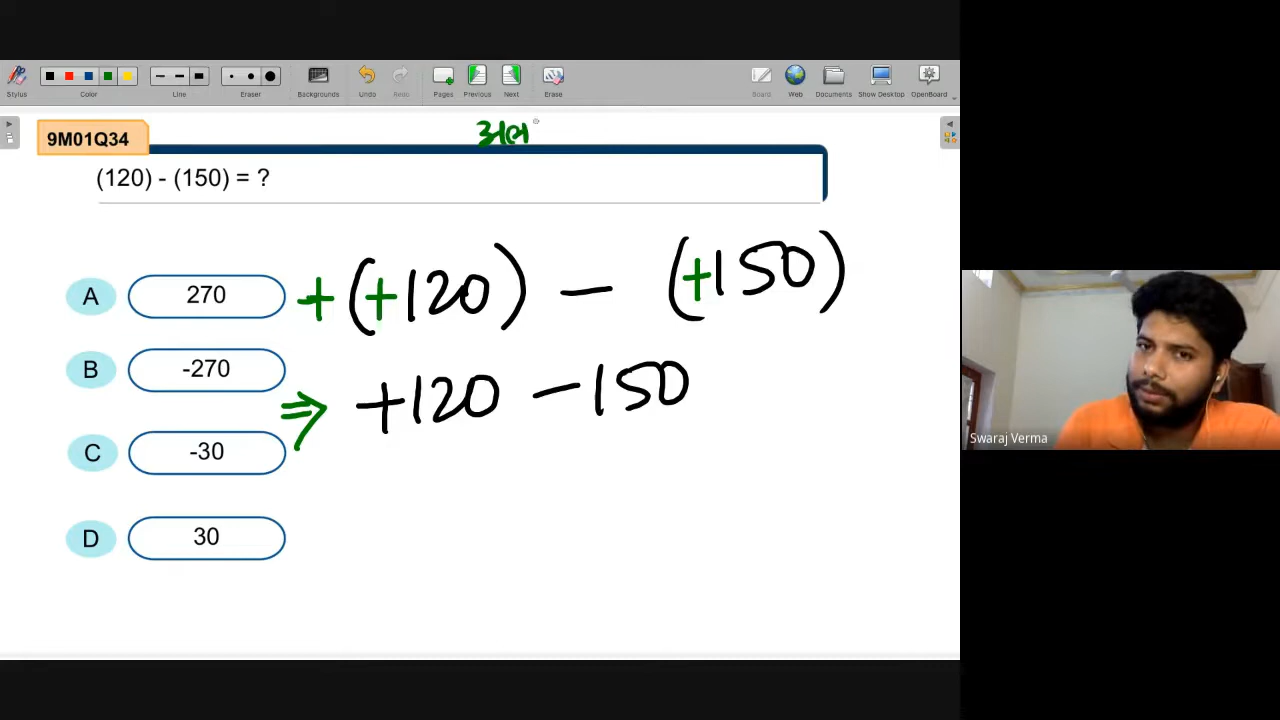 Stylus Color Line Eraser Backgrounds Undo Redo Pages Previous Next Erase Board Web Documents Show Desktop OpenBoard
अल
9M01Q34
(120) - (150) = ?
A 270
+(+120) - (+150)
B -270
⇒ +120 - 150
C -30
D 30
Swaraj Verma